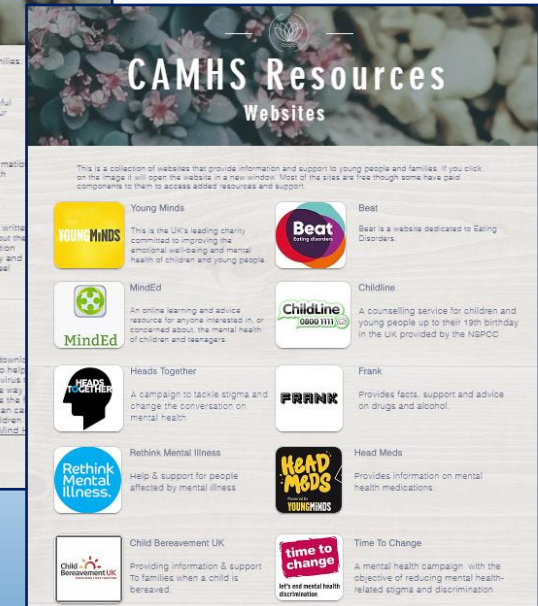 CAMHS Resources
Websites
This is a collection of websites that provide information and support to young people and families. If you click
on the image it will open the website in a new window. Most of the sites are free though some have paid
components to them to access added resources and support.
YOUNGMINDS
Young Minds
This is the UK's leading charity
committed to improving the
emotional well-being and mental
health of children and young people
Beat
Eating disorders
Beat
Beat is a website dedicated to Eating
Disorders.
MindEd
MindEd
An online learning and advice
resource for anyone interested in, or
concerned about, the mental health
of children and teenagers.
ChildLine
0800 1111
Childline
A counselling service for children and
young people up to their 19th birthday
in the UK provided by the NSPCC
HEADS
TOGETHER
Heads Together
A campaign to tackle stigma and
change the conversation on
mental health
FRANK
Frank
Provides facts, support and advice
on drugs and alcohol.
Rethink
Mental
Illness.
Rethink Mental Illness
Help & support for people
affected by mental illness
HeAD
MeDS
Powered by
YOUNGMINDS
Head Meds
Provides information on mental
health medications.
Child
Bereavement UK
Child Bereavement UK
Providing information & support
To families when a child is
bereaved.
time to
change
let's end mental health
discrimination
Time To Change
A mental health campaign with the
objective of reducing mental health-
related stigma and discrimination